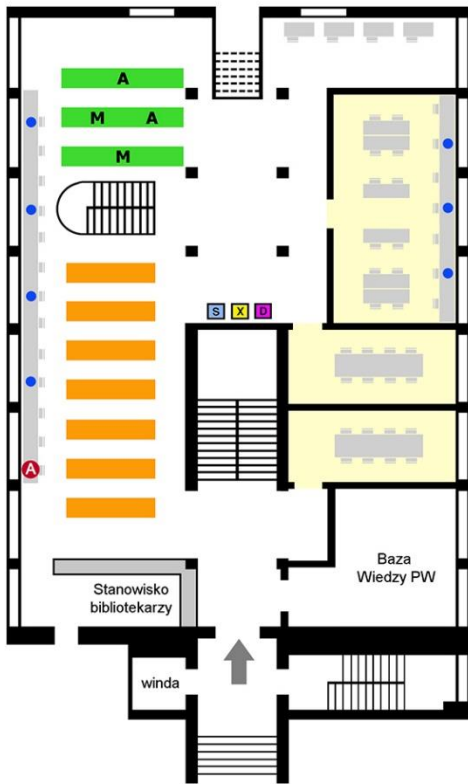 A
M A
M
S X D
A
Stanowisko
bibliotekarzy
Baza
Wiedzy PW
winda